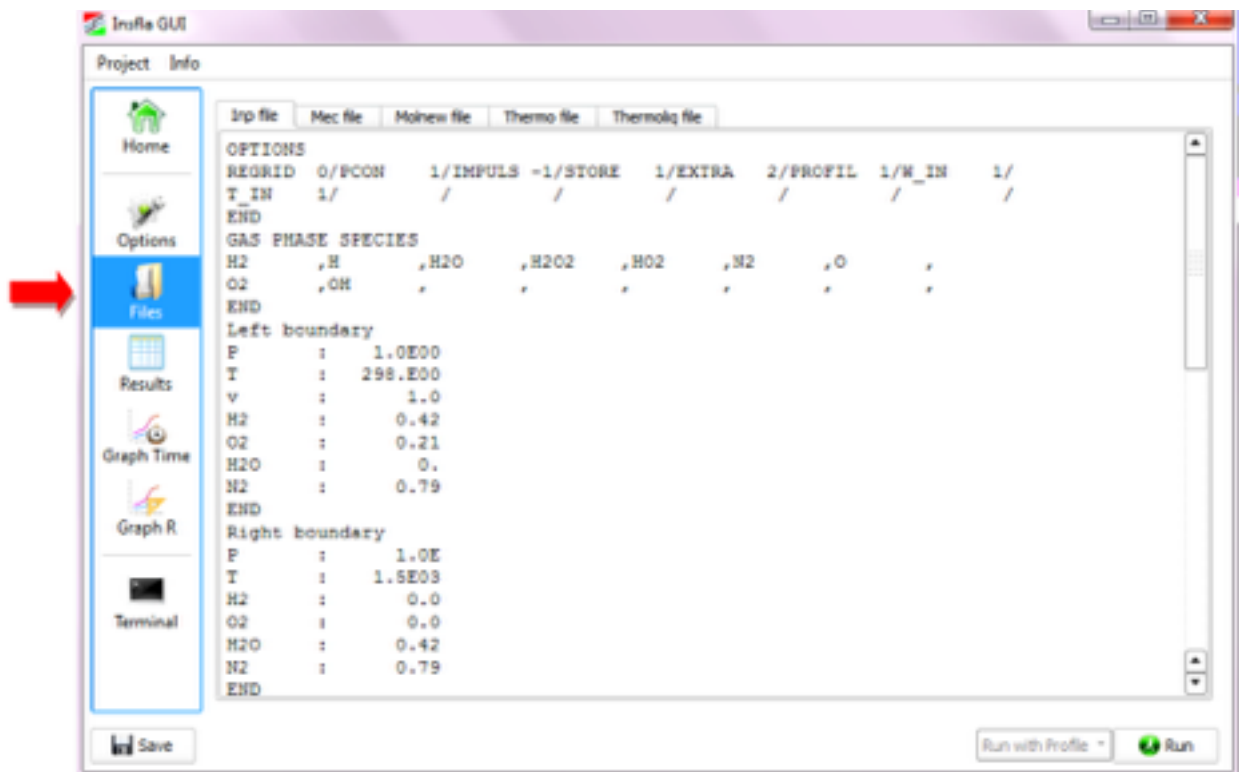 Insfla GUI
Project Info
Home
Options
Files
Results
Graph Time
Graph R
Terminal
Inp file Mec file Molnew file Thermo file Thermoliq file
OPTIONS
REGRID 0/PCON 1/IMPULS -1/STORE 1/EXTRA 2/PROFIL 1/W_IN 1/
T_IN 1/ / / / / / /
END
GAS PHASE SPECIES
H2 ,H ,H2O ,H2O2 ,HO2 ,N2 ,O ,
O2 ,OH , , , , , ,
END
Left boundary
P : 1.0E00
T : 298.E00
v : 1.0
H2 : 0.42
O2 : 0.21
H2O : 0.
N2 : 0.79
END
Right boundary
P : 1.0E
T : 1.5E03
H2 : 0.0
O2 : 0.0
H2O : 0.42
N2 : 0.79
END
Save
Run with Profile
Run